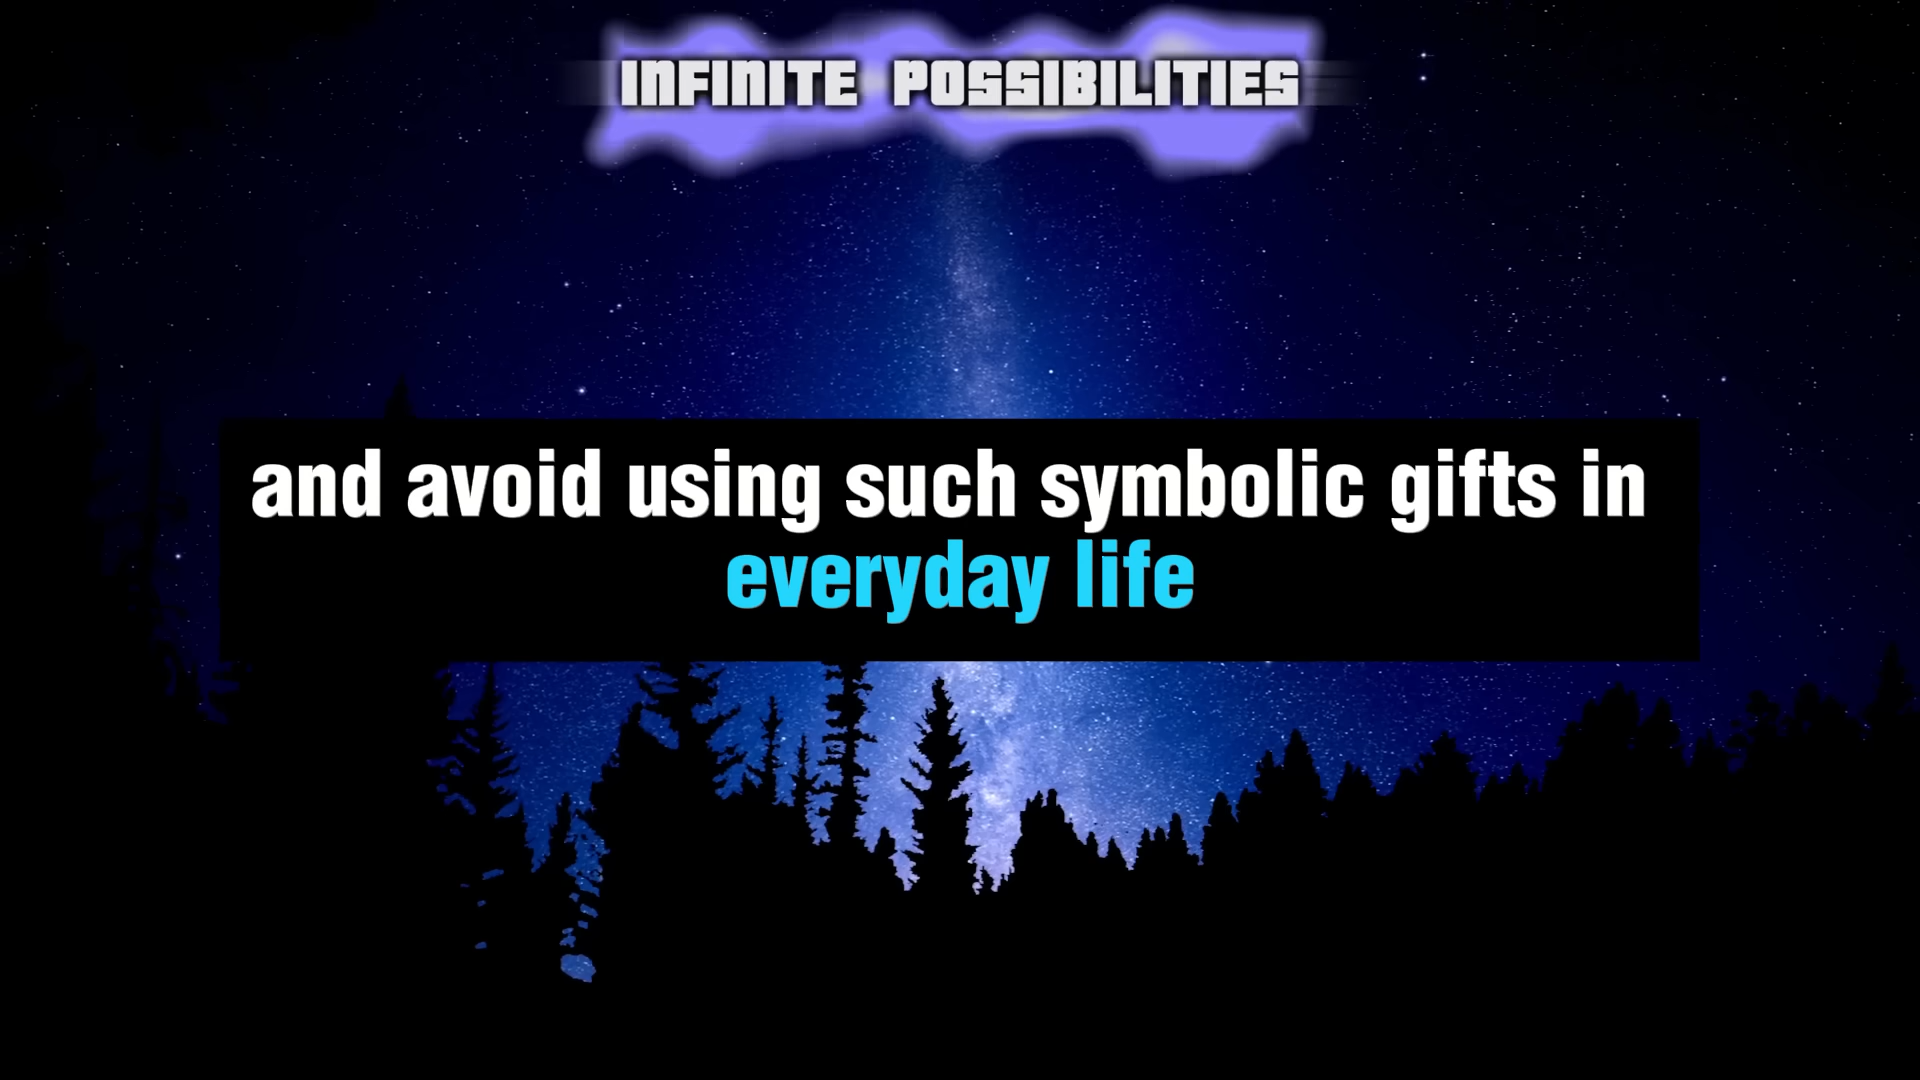 INFINITE POSSIBILITIES
and avoid using such symbolic gifts in
everyday life